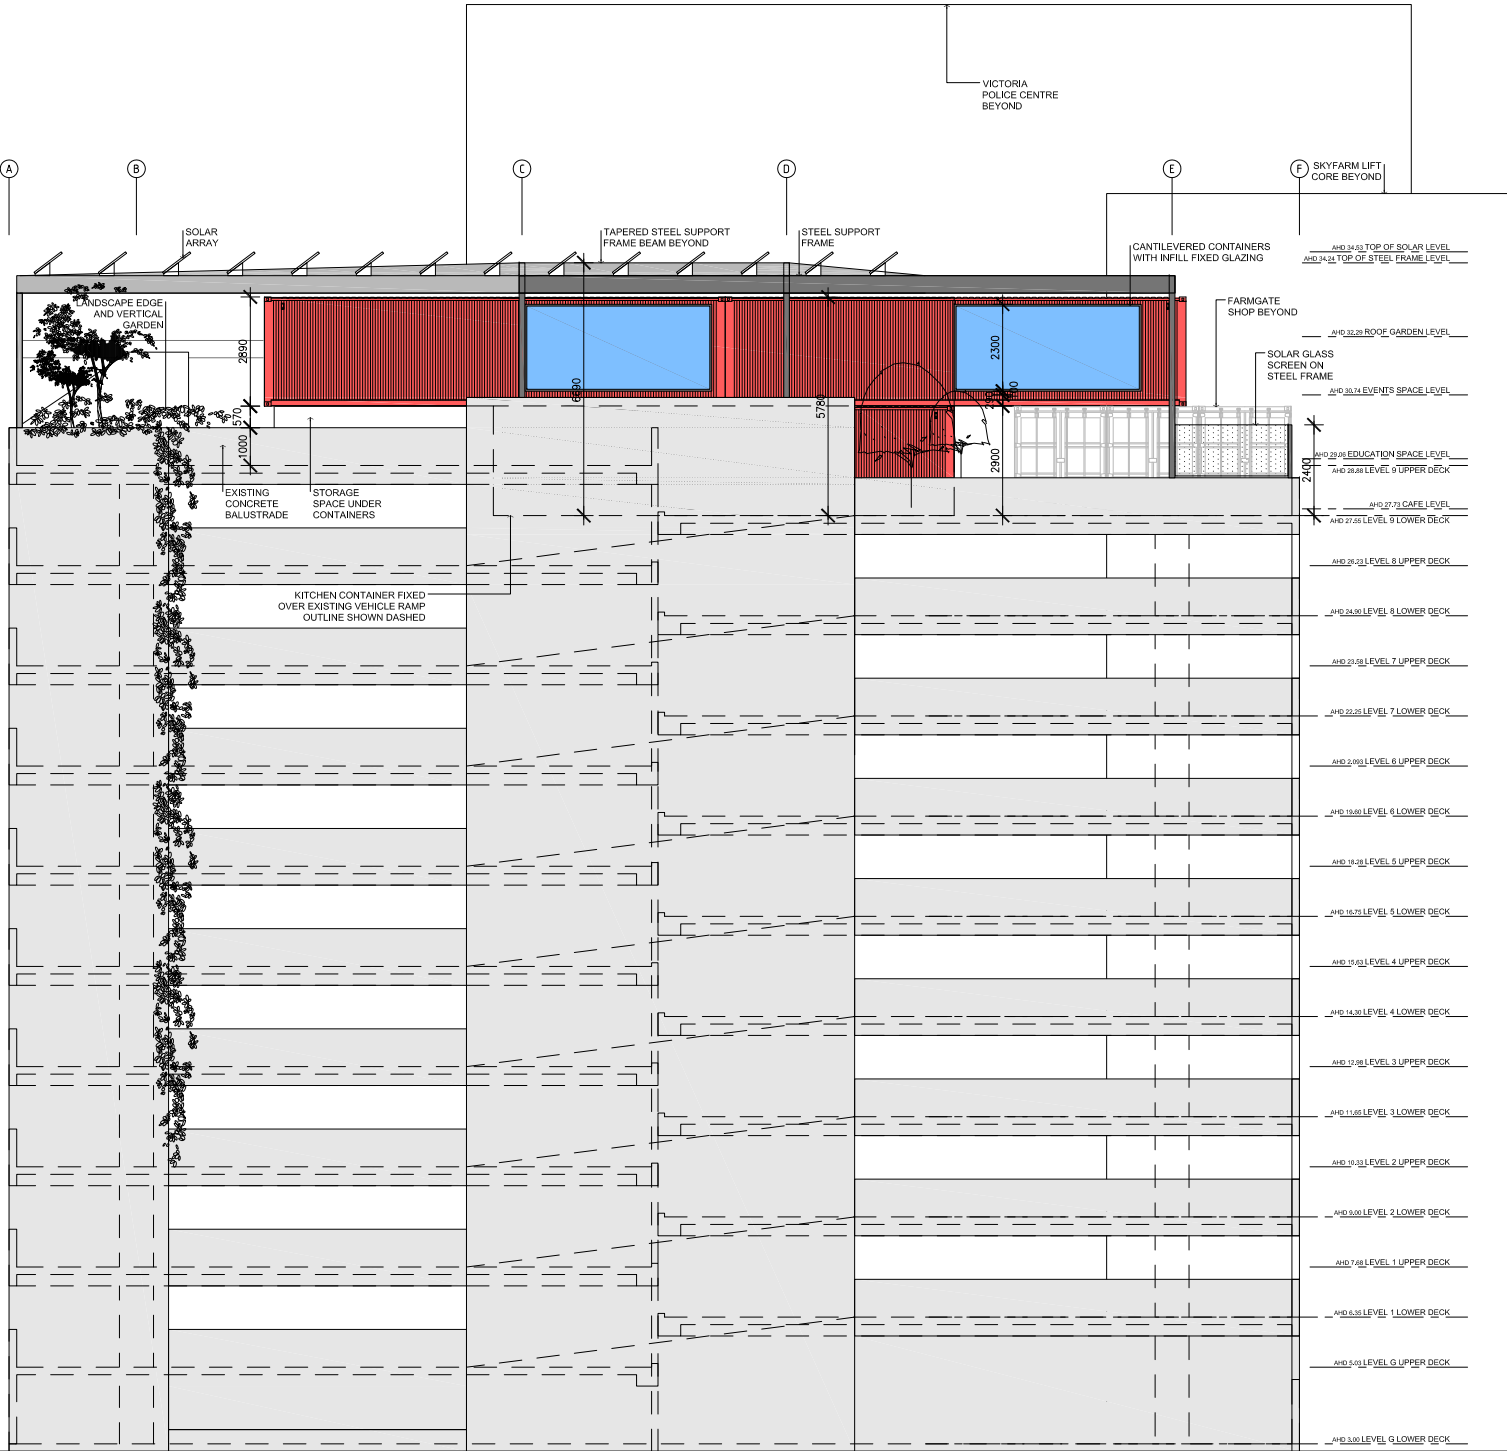 VICTORIA
POLICE CENTRE
BEYOND
A
B
C
D
E
F
SKYFARM LIFT
CORE BEYOND
SOLAR
ARRAY
TAPERED STEEL SUPPORT
FRAME BEAM BEYOND
STEEL SUPPORT
FRAME
CANTILEVERED CONTAINERS
WITH INFILL FIXED GLAZING
LANDSCAPE EDGE
AND VERTICAL
GARDEN
FARMGATE
SHOP BEYOND
SOLAR GLASS
SCREEN ON
STEEL FRAME
2890
570
1000
6690
5780
2300
2900
2400
EXISTING
CONCRETE
BALUSTRADE
STORAGE
SPACE UNDER
CONTAINERS
KITCHEN CONTAINER FIXED
OVER EXISTING VEHICLE RAMP
OUTLINE SHOWN DASHED
AHD 34.53 TOP OF SOLAR LEVEL
AHD 34.24 TOP OF STEEL FRAME LEVEL
AHD 32.29 ROOF GARDEN LEVEL
AHD 30.74 EVENTS SPACE LEVEL
AHD 29.06 EDUCATION SPACE LEVEL
AHD 28.88 LEVEL 9 UPPER DECK
AHD 27.73 CAFE LEVEL
AHD 27.55 LEVEL 9 LOWER DECK
AHD 26.23 LEVEL 8 UPPER DECK
AHD 24.90 LEVEL 8 LOWER DECK
AHD 23.58 LEVEL 7 UPPER DECK
AHD 22.25 LEVEL 7 LOWER DECK
AHD 2.093 LEVEL 6 UPPER DECK
AHD 19.60 LEVEL 6 LOWER DECK
AHD 18.28 LEVEL 5 UPPER DECK
AHD 16.75 LEVEL 5 LOWER DECK
AHD 15.63 LEVEL 4 UPPER DECK
AHD 14.30 LEVEL 4 LOWER DECK
AHD 12.98 LEVEL 3 UPPER DECK
AHD 11.65 LEVEL 3 LOWER DECK
AHD 10.33 LEVEL 2 UPPER DECK
AHD 9.00 LEVEL 2 LOWER DECK
AHD 7.68 LEVEL 1 UPPER DECK
AHD 6.35 LEVEL 1 LOWER DECK
AHD 5.03 LEVEL G UPPER DECK
AHD 3.00 LEVEL G LOWER DECK